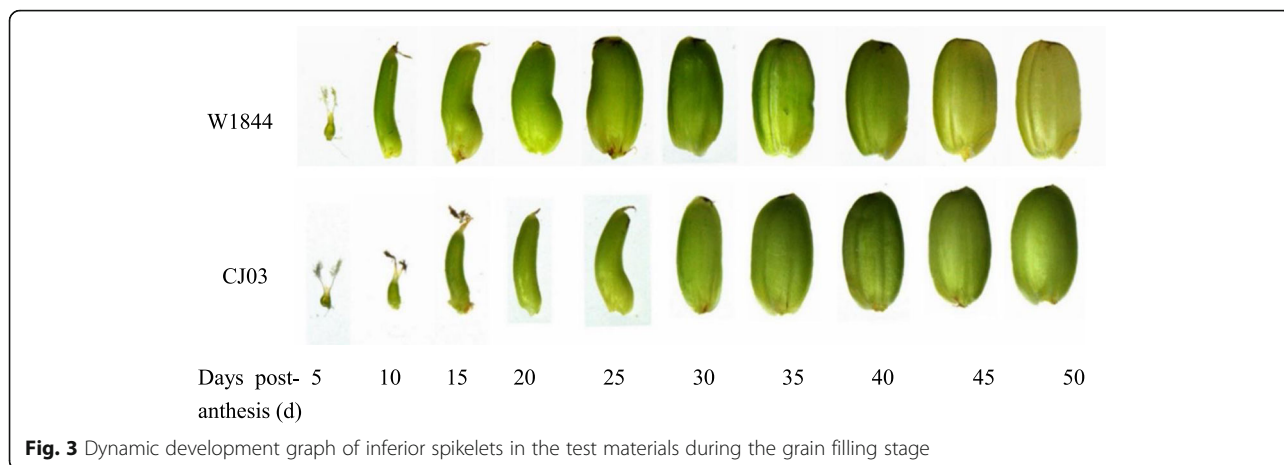 W1844
CJ03
Days post- 5 10 15 20 25 30 35 40 45 50
anthesis (d)
Fig. 3 Dynamic development graph of inferior spikelets in the test materials during the grain filling stage